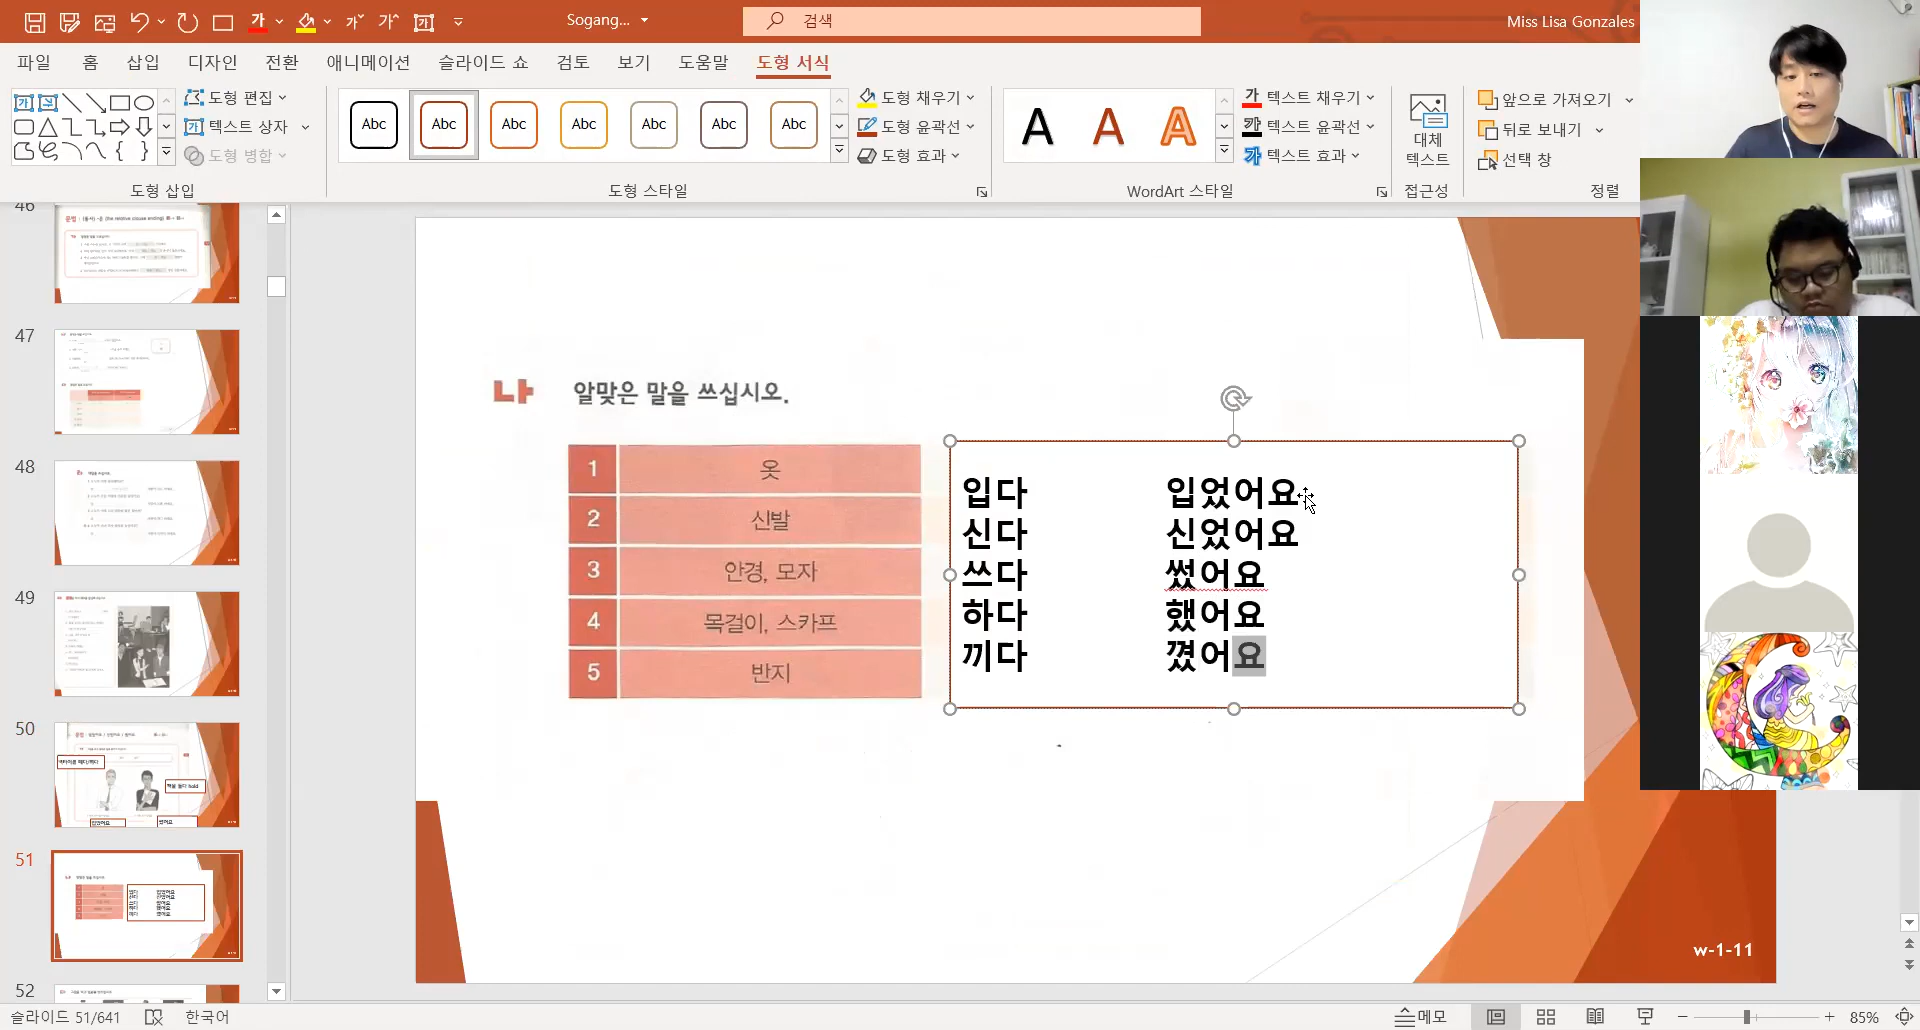 Sogang...
검색
Miss Lisa Gonzales
파일 홈 삽입 디자인 전환 애니메이션 슬라이드 쇼 검토 보기 도움말 도형 서식
도형 편집
텍스트 상자
도형 병합
도형 삽입
Abc Abc Abc Abc Abc Abc Abc
도형 스타일
도형 채우기
도형 윤곽선
도형 효과
A A A
WordArt 스타일
텍스트 채우기
텍스트 윤곽선
텍스트 효과
대체
텍스트
접근성
앞으로 가져오기
뒤로 보내기
선택 창
정렬
46
47
48
49
50
51
52
나 알맞은 말을 쓰십시오.
1 옷
2 신발
3 안경, 모자
4 목걸이, 스카프
5 반지
입다 입었어요
신다 신었어요
쓰다 썼어요
하다 했어요
끼다 꼈어요
w-1-11
슬라이드 51/641
한국어
메모
85%